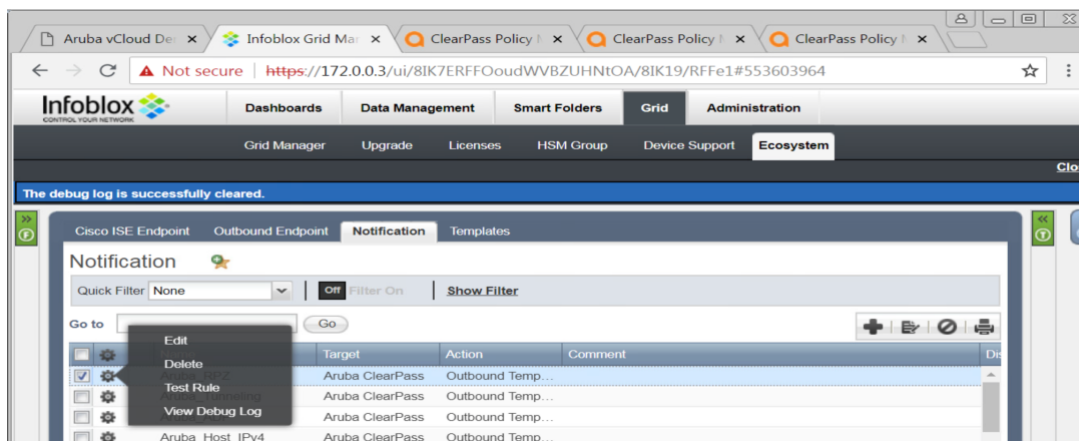 Aruba vCloud De
Infoblox Grid Ma
ClearPass Policy
ClearPass Policy
ClearPass Policy
Not secure | https://172.0.0.3/ui/8IK7ERFFOoudWVBZUHNtOA/8IK19/RFFe1#553603964
Infoblox
CONTROL YOUR NETWORK
Dashboards Data Management Smart Folders Grid Administration
Grid Manager Upgrade Licenses HSM Group Device Support Ecosystem
Clo
The debug log is successfully cleared.
Cisco ISE Endpoint Outbound Endpoint Notification Templates
Notification
Quick Filter None Off Filter On Show Filter
Go to Go
Target Action Comment Dis
Edit
Delete
Test Rule
View Debug Log
Aruba ClearPass Outbound Temp...
Aruba_Tunneling Aruba ClearPass Outbound Temp...
Aruba ClearPass Outbound Temp...
Aruba_Host_IPv4 Aruba ClearPass Outbound Temp...